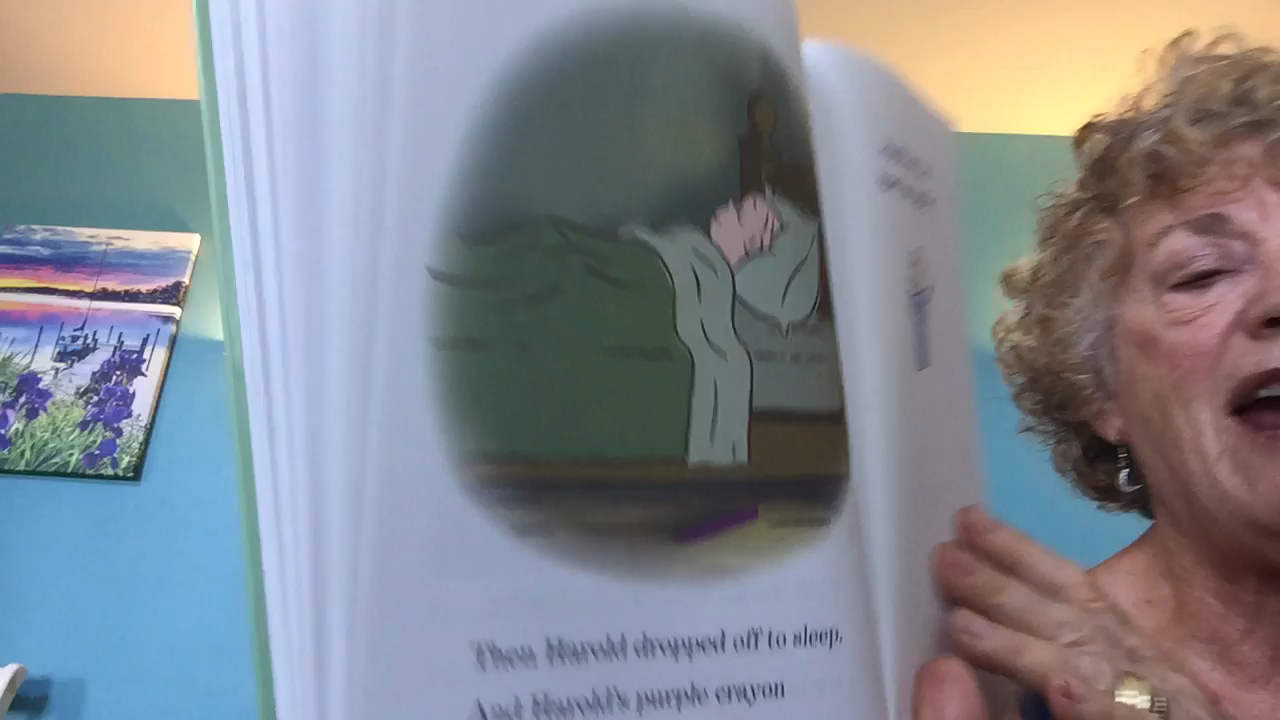 Then Harold dropped off to sleep.
And Harold's purple crayon